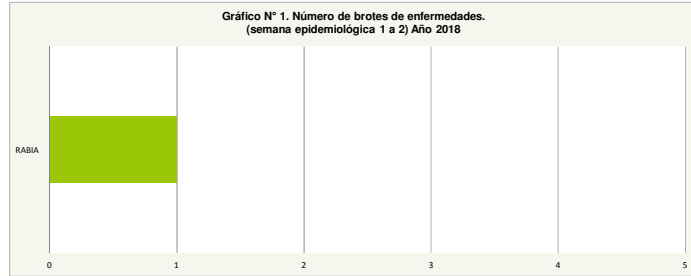 Gráfico N° 1. Número de brotes de enfermedades.
(semana epidemiológica 1 a 2) Año 2018
RABIA
0 1 2 3 4 5